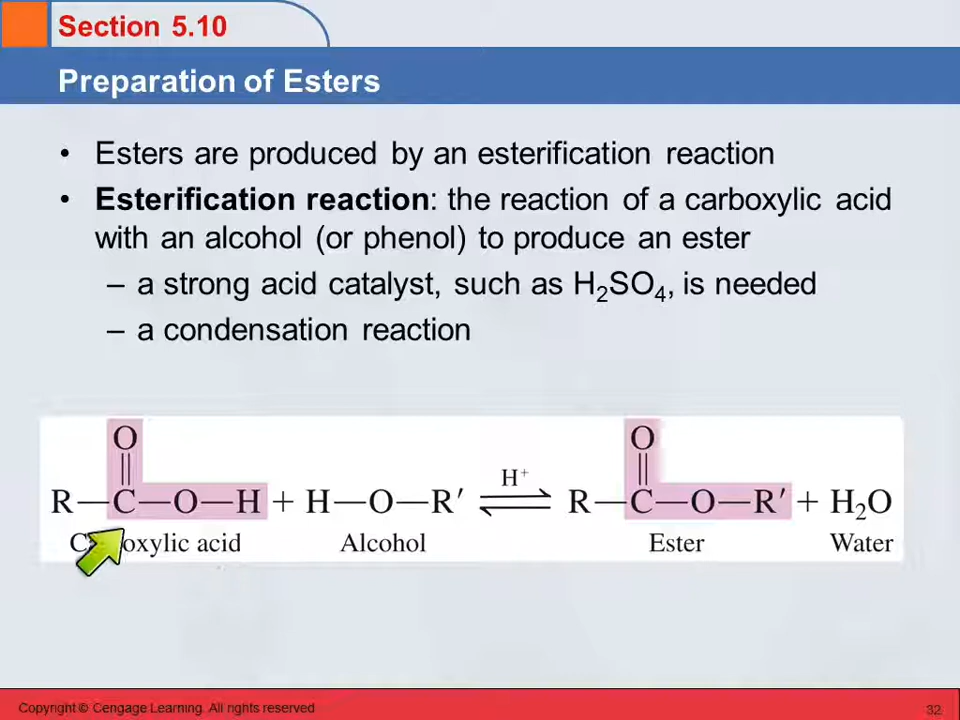 Section 5.10
Preparation of Esters
• Esters are produced by an esterification reaction
• Esterification reaction: the reaction of a carboxylic acid
with an alcohol (or phenol) to produce an ester
– a strong acid catalyst, such as H₂SO₄, is needed
– a condensation reaction
O O
|| H⁺ ||
R—C—O—H + H—O—R′ ⇌ R—C—O—R′ + H₂O
acid Alcohol Ester Water
Copyright © Cengage Learning. All rights reserved 32